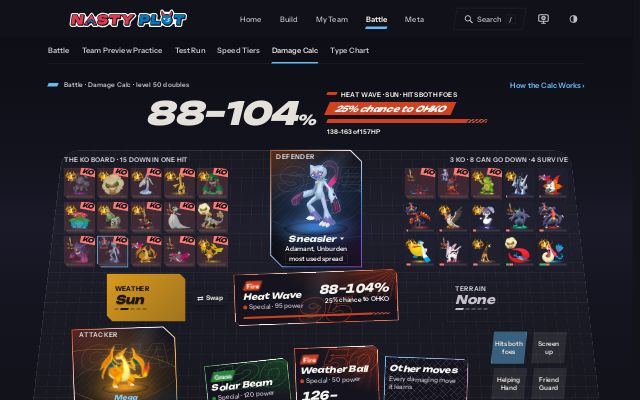 NASTY PLOT
Home
Build
My Team
Battle
Meta
Search /
Battle
Team Preview Practice
Test Run
Speed Tiers
Damage Calc
Type Chart
Battle · Damage Calc · level 50 doubles
How the Calc Works ›
88–104%
HEAT WAVE · SUN · HITS BOTH FOES
25% chance to OHKO
138-163 of 157 HP
THE KO BOARD · 15 DOWN IN ONE HIT
DEFENDER
3 KO · 8 CAN GO DOWN · 4 SURVIVE
KO KO KO KO KO
KO KO KO
KO KO KO KO KO
KO KO KO KO KO
Sneasler
Adamant, Unburden
most used spread
WEATHER
Sun
⇄ Swap
Fire
Heat Wave
Special · 95 power
88–104%
25% chance to OHKO
TERRAIN
None
ATTACKER
Mega
Grass
Solar Beam
Special · 120 power
Fire
Weather Ball
Special · 50 power
126–
Other moves
Every damaging move
it learns
Hits both
foes
Screen
up
Helping
Hand
Friend
Guard